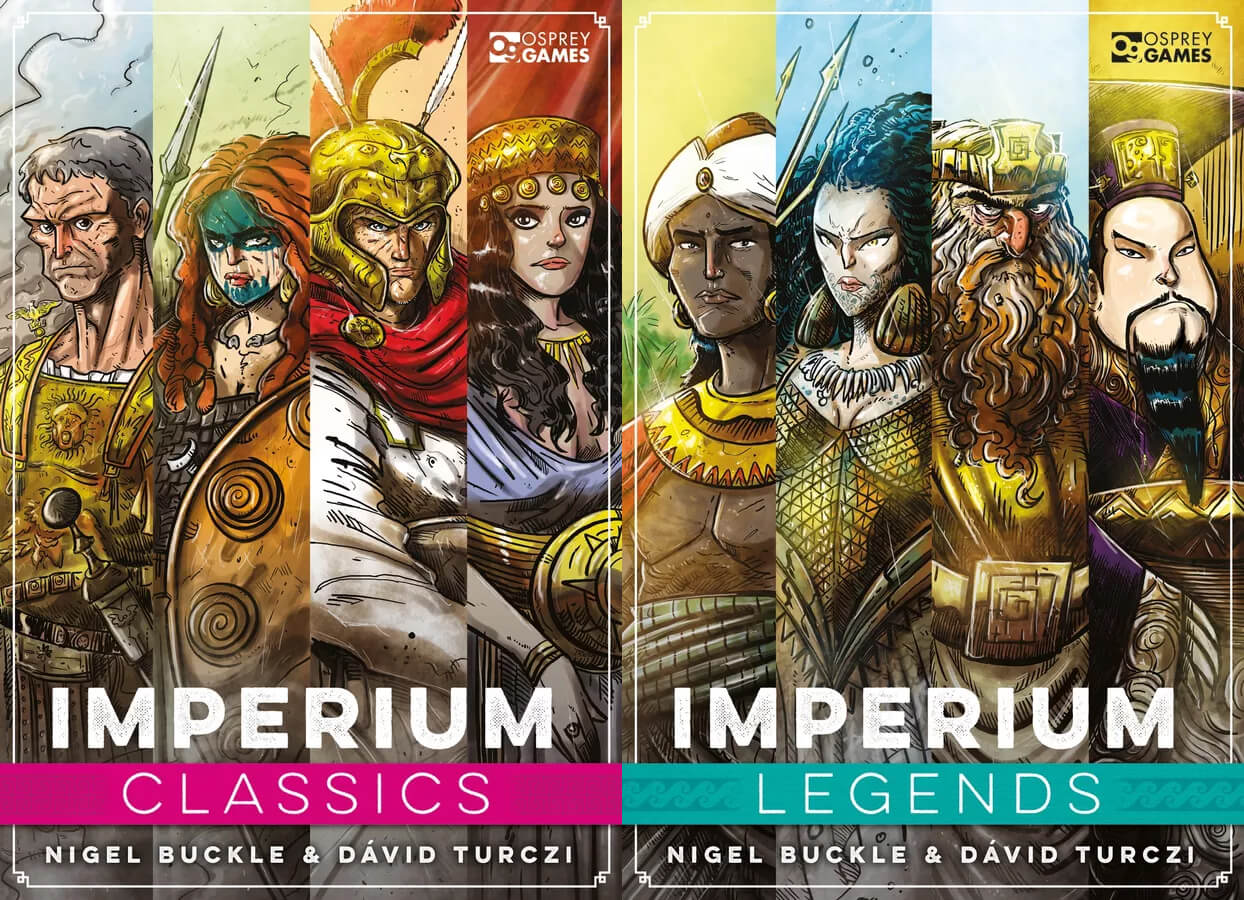 OSPREY
GAMES
IMPERIUM
CLASSICS
NIGEL BUCKLE & DÁVID TURCZI
OSPREY
GAMES
IMPERIUM
LEGENDS
NIGEL BUCKLE & DÁVID TURCZI